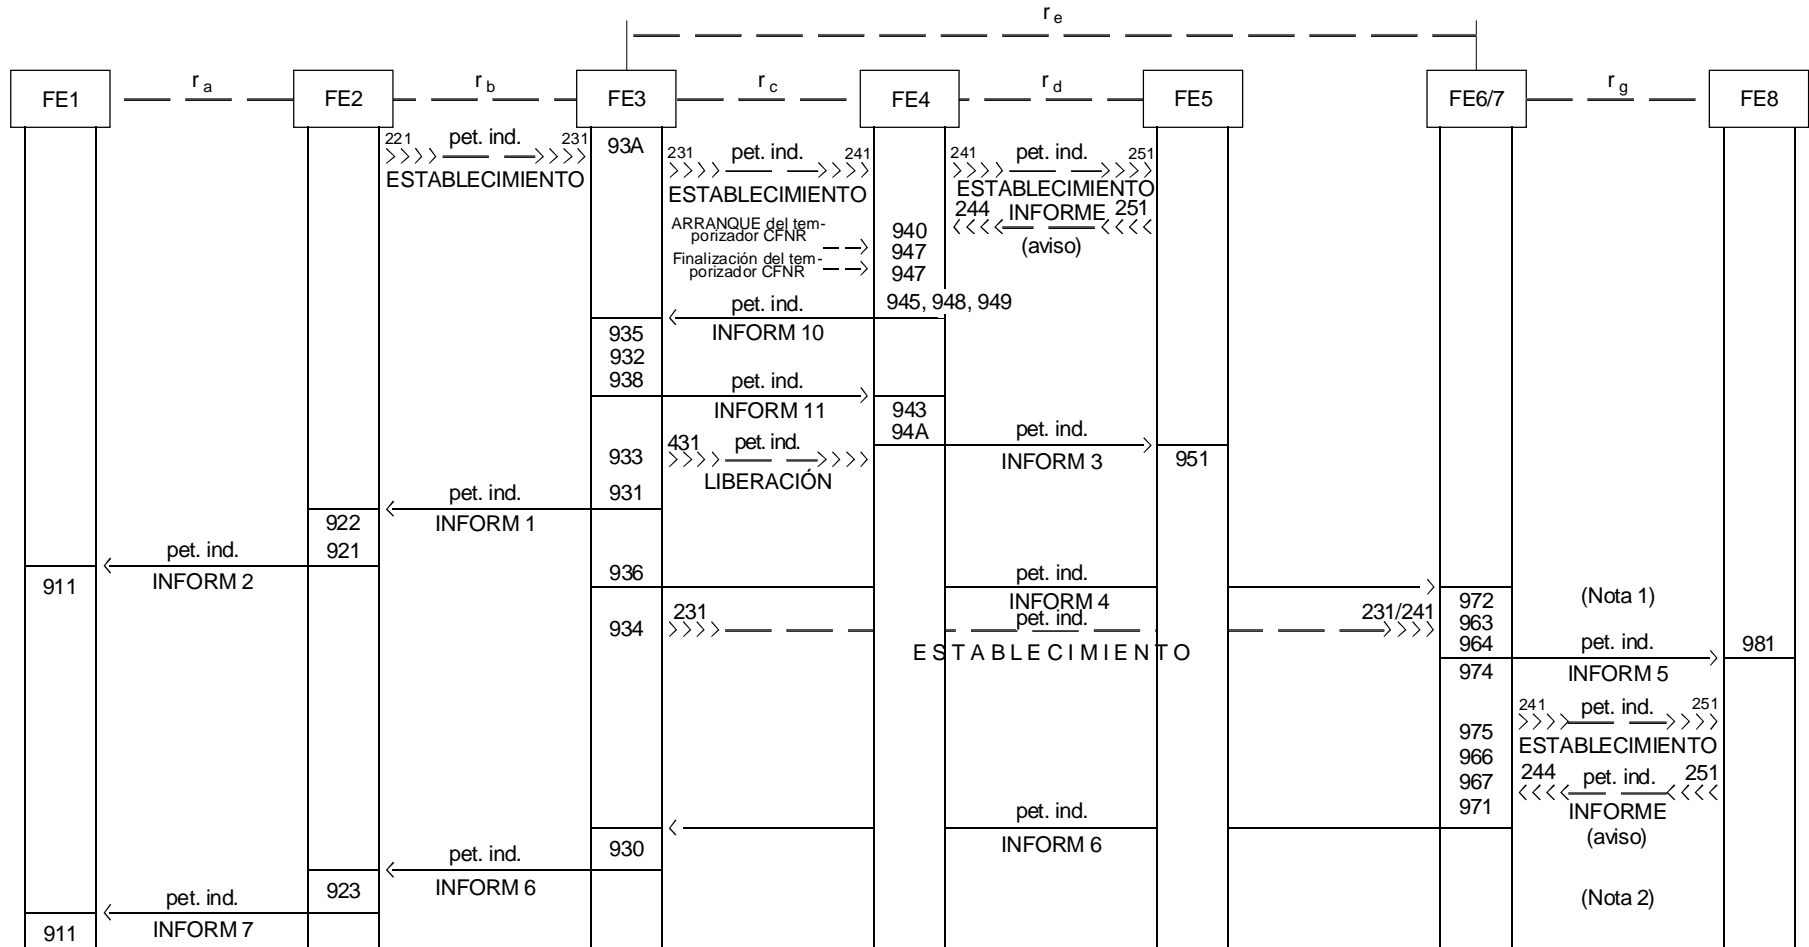 r e
FE1 r a FE2 r b FE3 r c FE4 r d FE5 FE6/7 r g FE8
221 pet. ind. 231
ESTABLECIMIENTO
93A
231 pet. ind. 241
ESTABLECIMIENTO
241 pet. ind. 251
ESTABLECIMIENTO
244 INFORME 251
(aviso)
ARRANQUE del tem-
porizador CFNR
Finalización del tem-
porizador CFNR
940
947
947
945, 948, 949
pet. ind.
INFORM 10
935
932
938
pet. ind.
INFORM 11
943
94A
pet. ind.
INFORM 3
951
933
431 pet. ind.
LIBERACIÓN
931
pet. ind.
INFORM 1
922
921
pet. ind.
INFORM 2
911
936
pet. ind.
INFORM 4
972
(Nota 1)
934
231 pet. ind. 231/241
ESTABLECIMIENTO
963
964
pet. ind.
INFORM 5
981
974
241 pet. ind. 251
ESTABLECIMIENTO
975
966
967
971
244 pet. ind. 251
INFORME
(aviso)
pet. ind.
INFORM 6
930
pet. ind.
INFORM 6
923
(Nota 2)
pet. ind.
INFORM 7
911